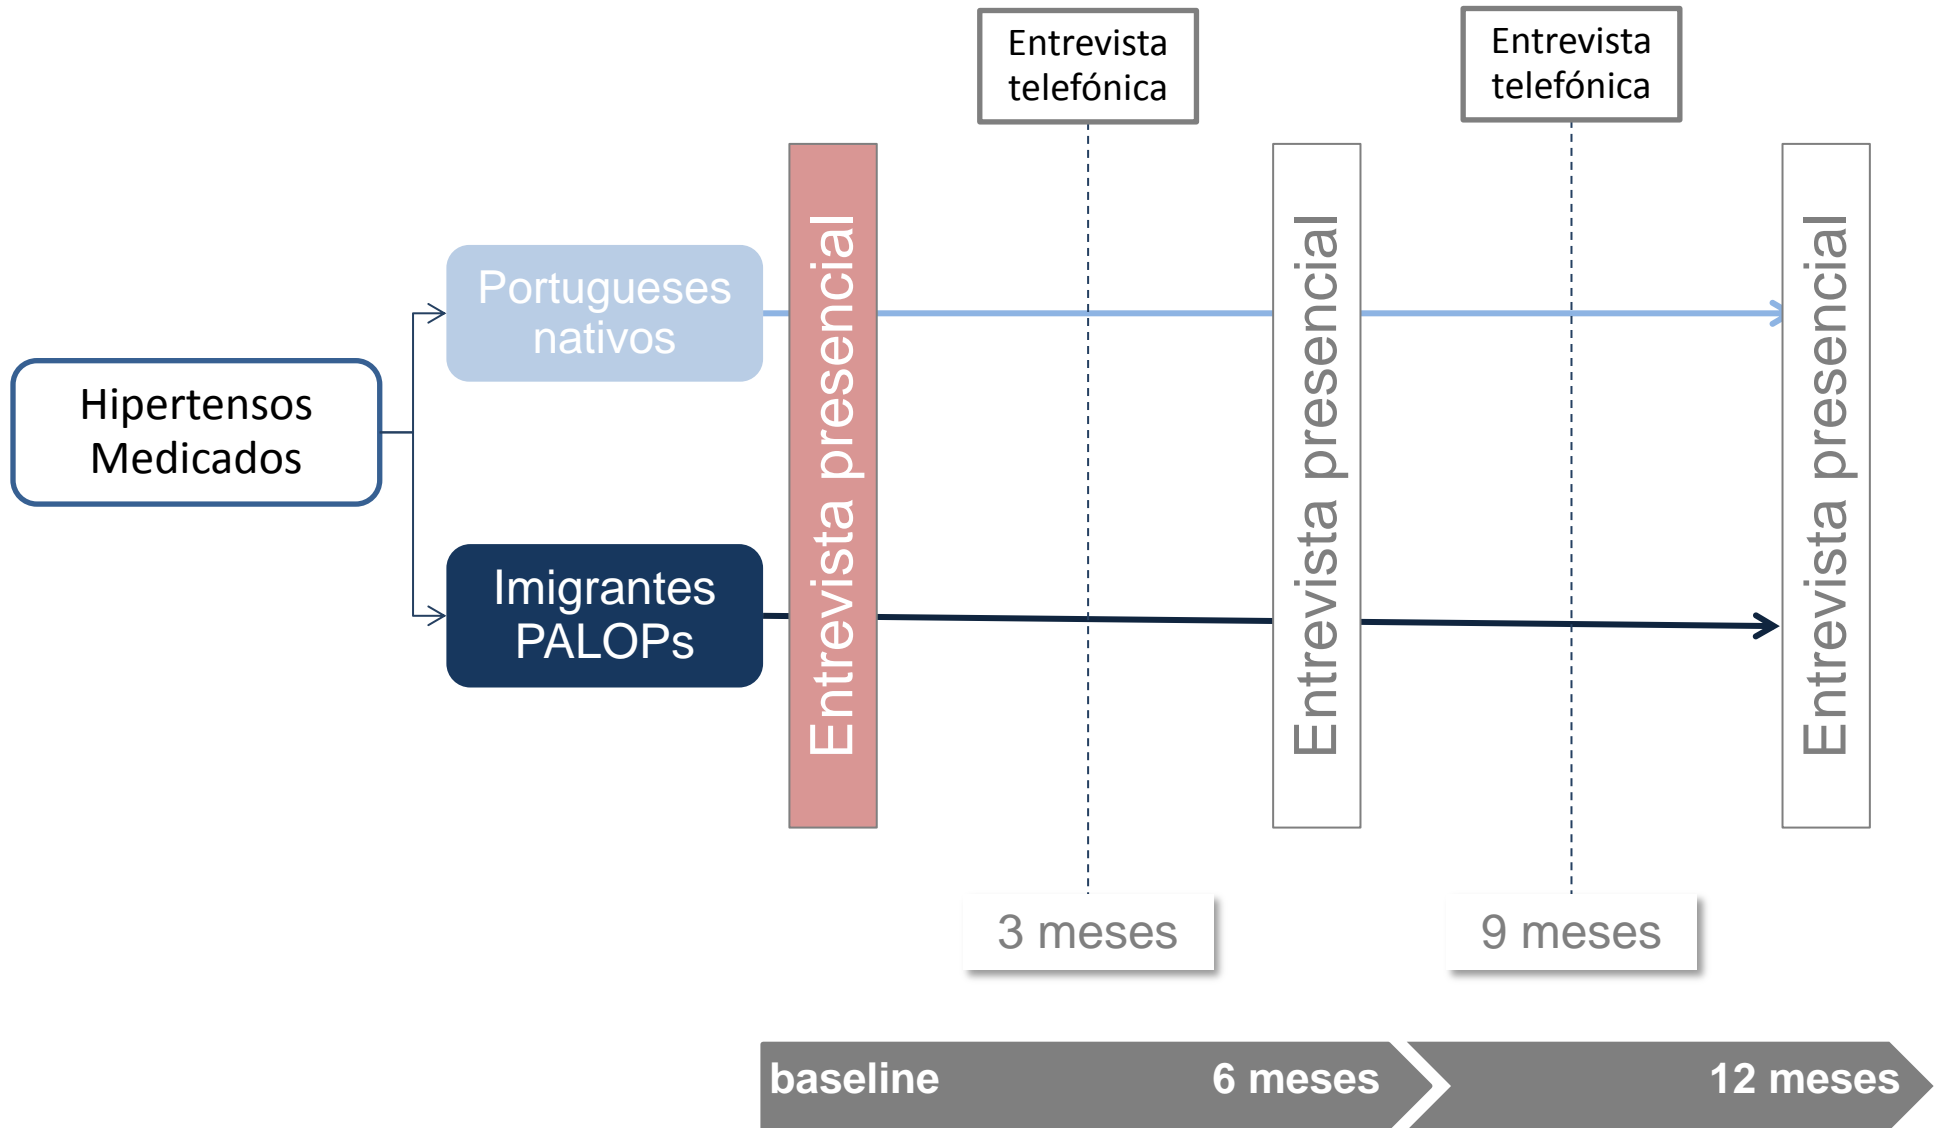 Entrevista
telefónica
Entrevista
telefónica
Hipertensos
Medicados
Portugueses
nativos
Imigrantes
PALOPs
Entrevista presencial
Entrevista presencial
Entrevista presencial
3 meses
9 meses
baseline
6 meses
12 meses